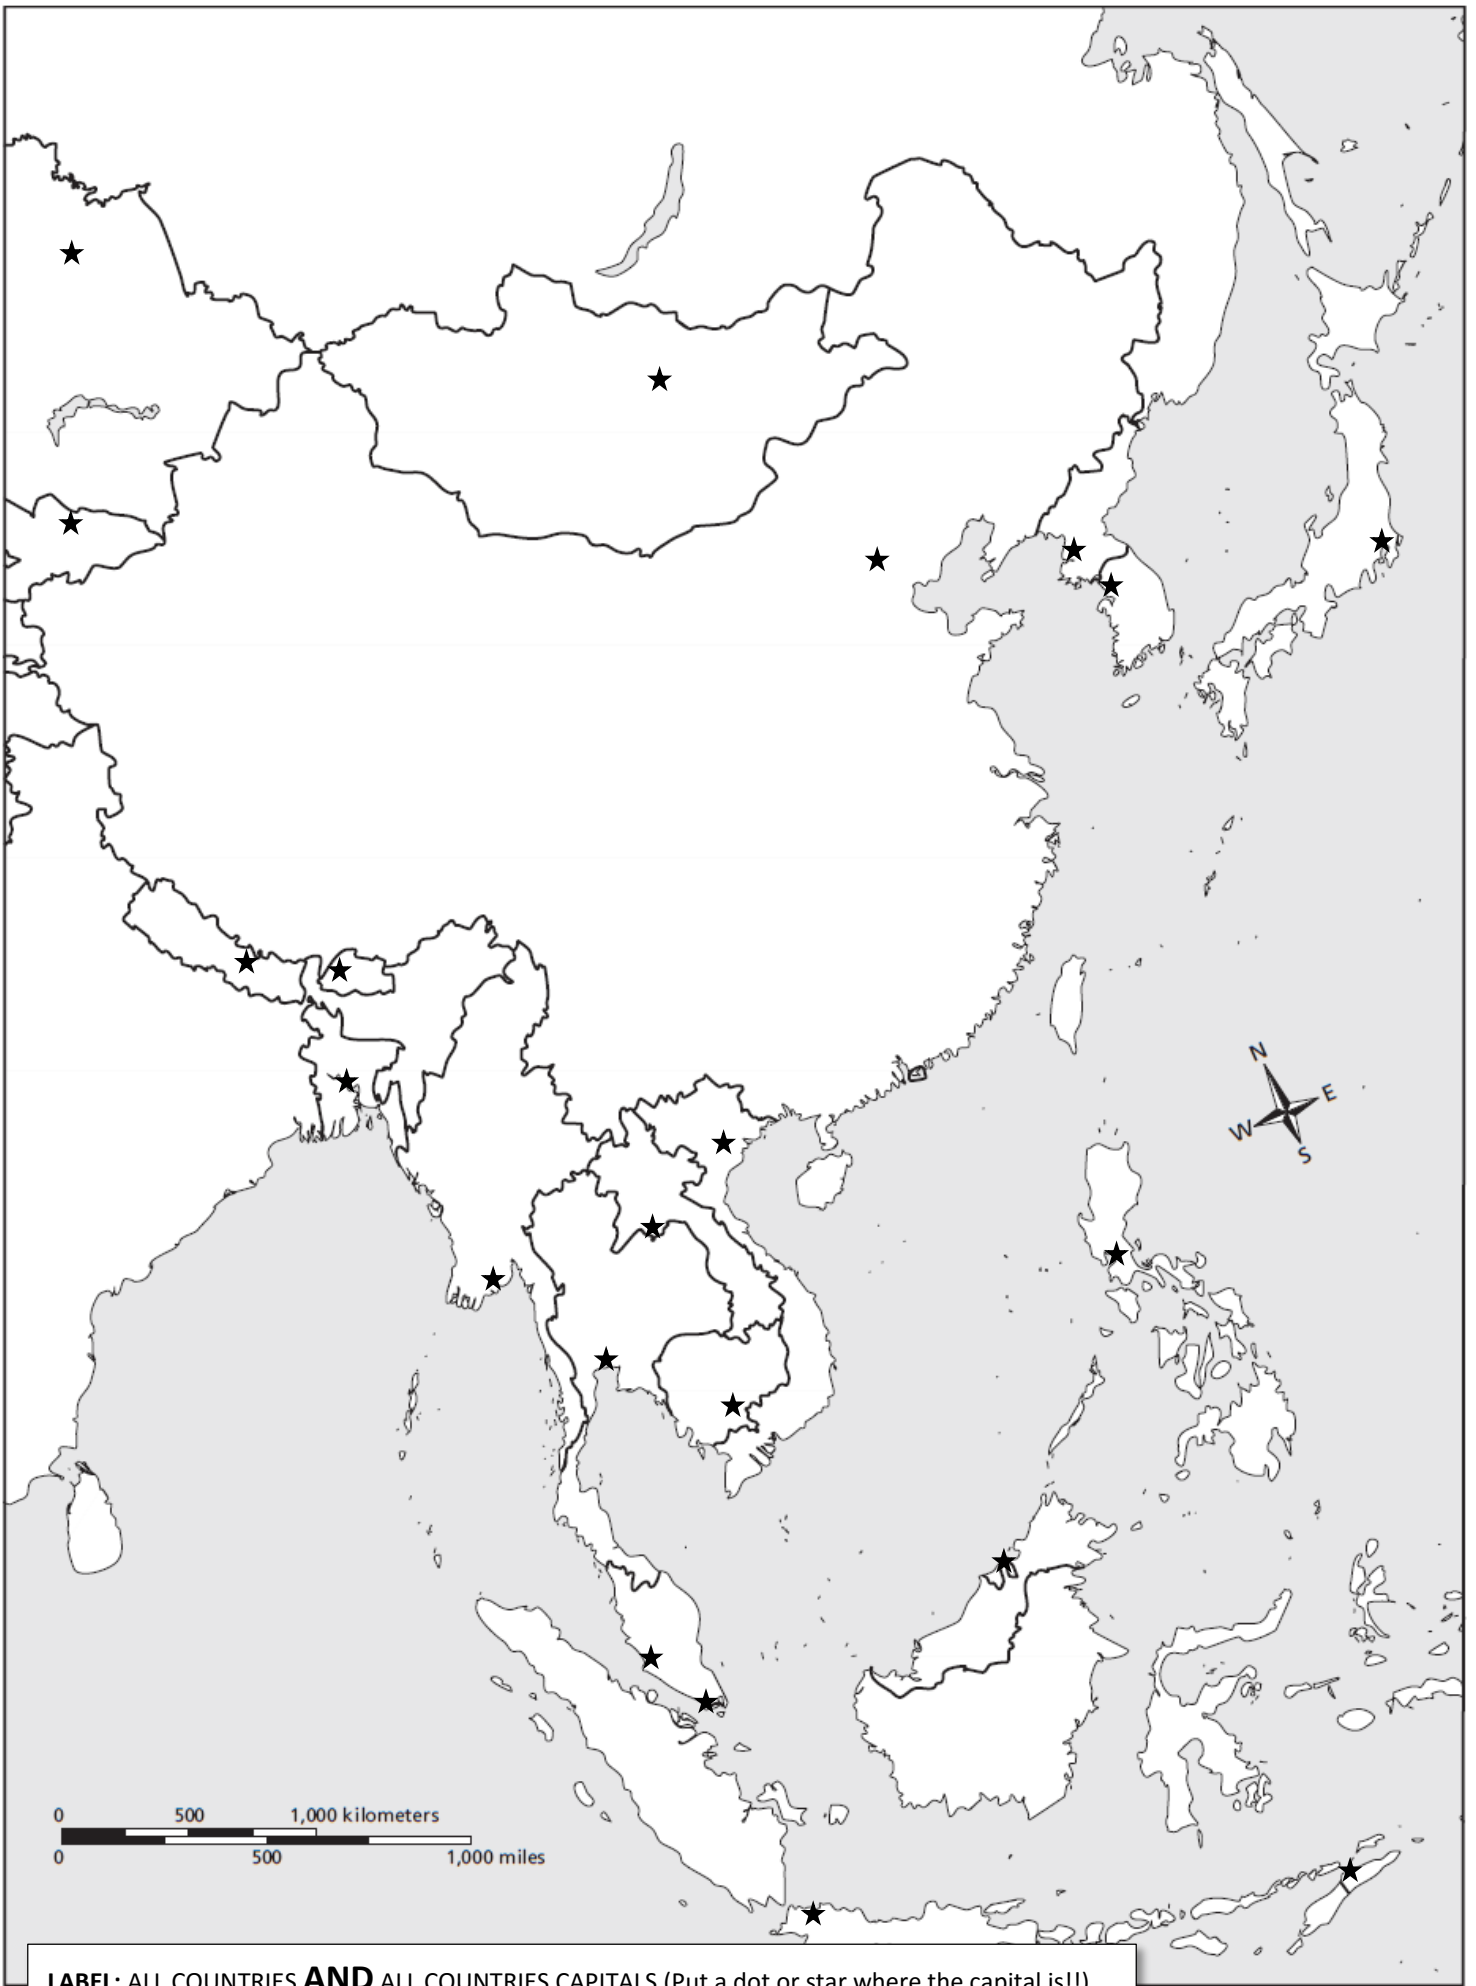 N
E
W
S
0 500 1,000 kilometers
0 500 1,000 miles
LABEL: ALL COUNTRIES AND ALL COUNTRIES CAPITALS (Put a dot or star where the capital is!!)